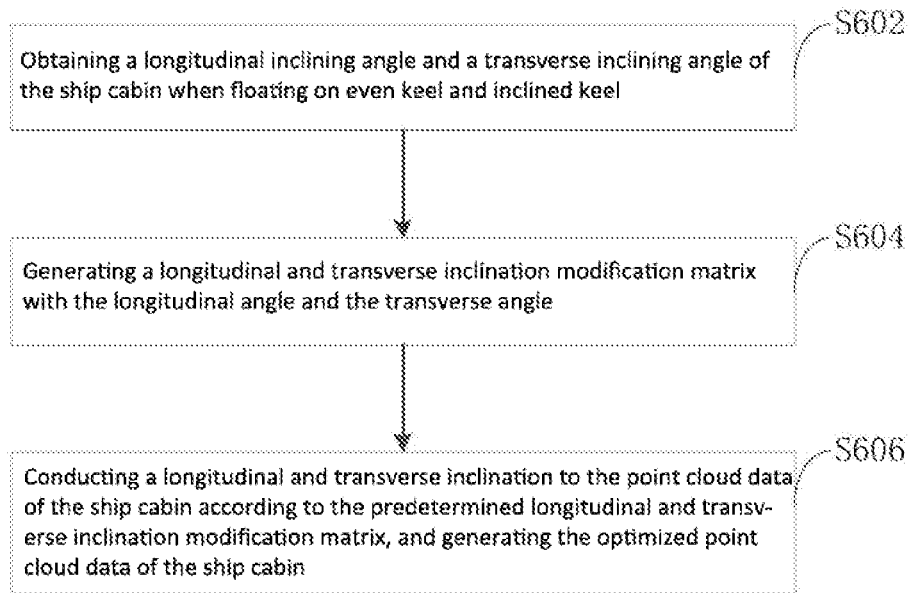 S602
Obtaining a longitudinal inclining angle and a transverse inclining angle of
the ship cabin when floating on even keel and inclined keel
S604
Generating a longitudinal and transverse inclination modification matrix
with the longitudinal angle and the transverse angle
S606
Conducting a longitudinal and transverse inclination to the point cloud data
of the ship cabin according to the predetermined longitudinal and transv-
erse inclination modification matrix, and generating the optimized point
cloud data of the ship cabin